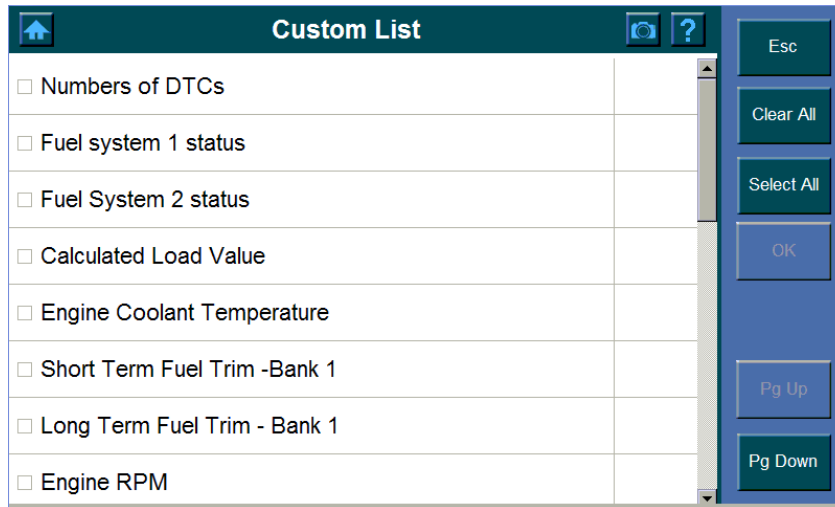 Custom List
?
Esc
Numbers of DTCs
Clear All
Fuel system 1 status
Select All
Fuel System 2 status
OK
Calculated Load Value
Engine Coolant Temperature
Short Term Fuel Trim -Bank 1
Pg Up
Long Term Fuel Trim - Bank 1
Pg Down
Engine RPM